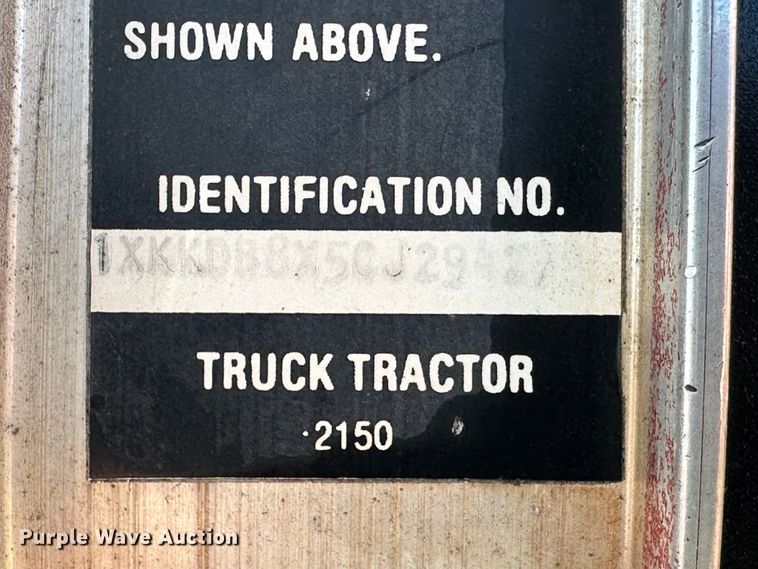 SHOWN ABOVE.
IDENTIFICATION NO.
TRUCK TRACTOR
·2150
Purple Wave Auction